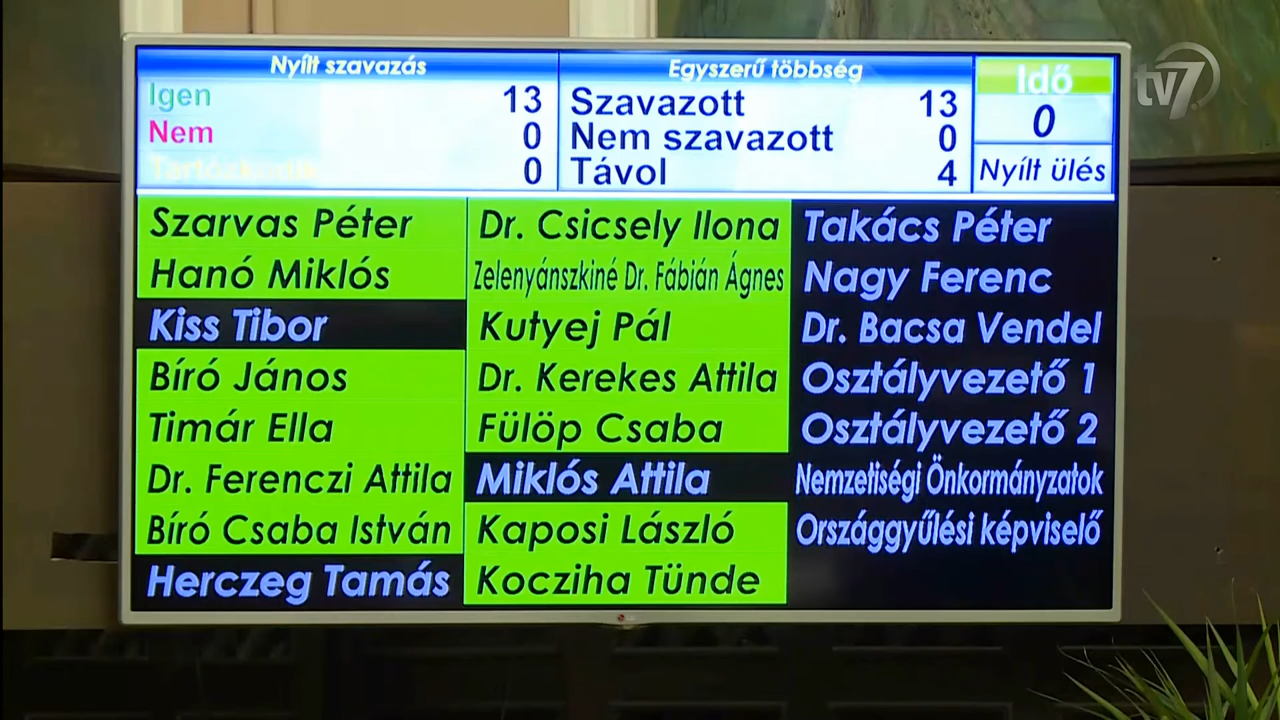 Nyílt szavazás
Igen 13
Nem 0
Tartózkodik 0
Egyszerű többség
Szavazott 13
Nem szavazott 0
Távol 4
Idő
0
Nyílt ülés
tv7
Szarvas Péter
Hanó Miklós
Kiss Tibor
Bíró János
Timár Ella
Dr. Ferenczi Attila
Bíró Csaba István
Herczeg Tamás
Dr. Csicsely Ilona
Zelenyánszkiné Dr. Fábián Ágnes
Kutyej Pál
Dr. Kerekes Attila
Fülöp Csaba
Miklós Attila
Kaposi László
Kocziha Tünde
Takács Péter
Nagy Ferenc
Dr. Bacsa Vendel
Osztályvezető 1
Osztályvezető 2
Nemzetiségi Önkormányzatok
Országgyűlési képviselő
LG